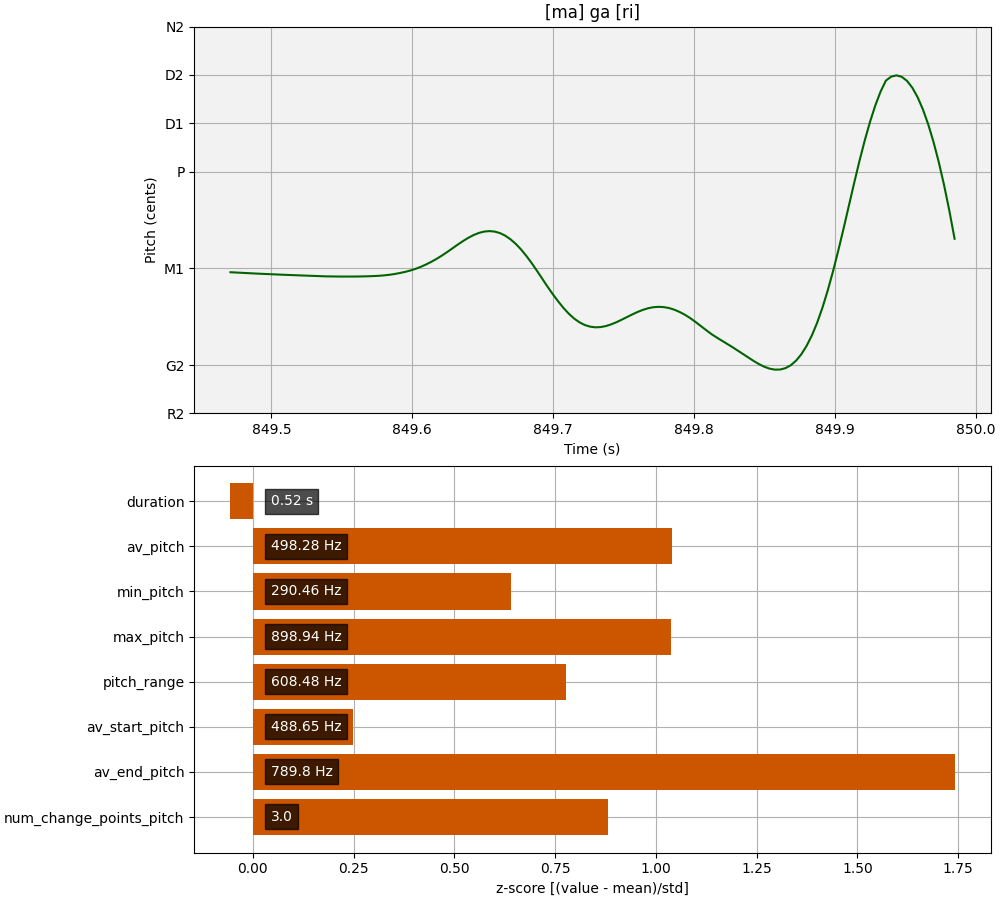 [ma] ga [ri]
N2
D2
D1
P
M1
G2
R2
Pitch (cents)
849.5 849.6 849.7 849.8 849.9 850.0
Time (s)
duration 0.52 s
av_pitch 498.28 Hz
min_pitch 290.46 Hz
max_pitch 898.94 Hz
pitch_range 608.48 Hz
av_start_pitch 488.65 Hz
av_end_pitch 789.8 Hz
num_change_points_pitch 3.0
0.00 0.25 0.50 0.75 1.00 1.25 1.50 1.75
z-score [(value - mean)/std]